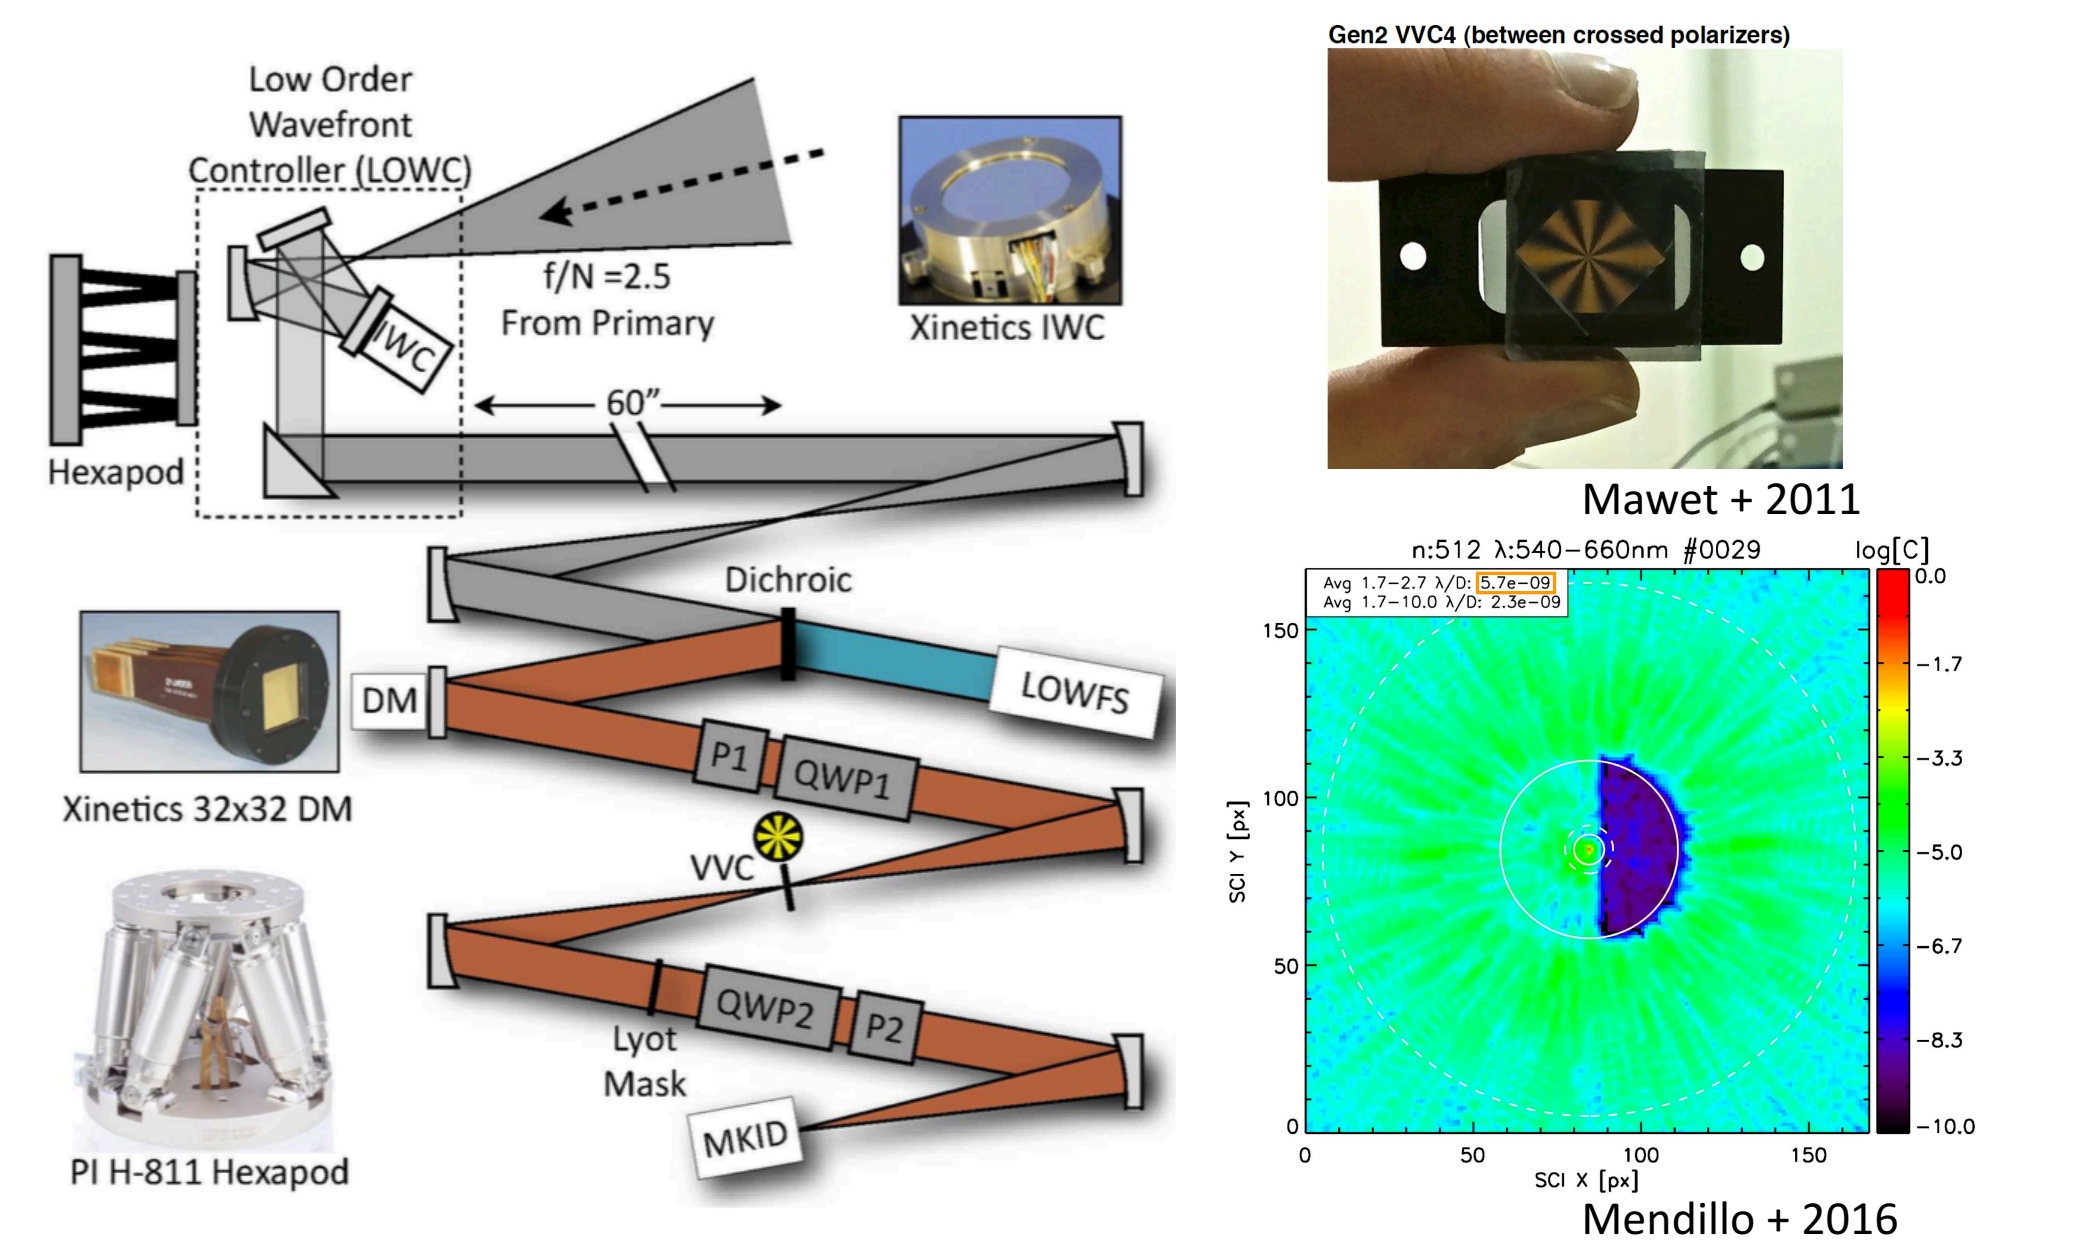 Low Order
Wavefront
Controller (LOWC)
IWC
Hexapod
f/N =2.5
From Primary
Xinetics IWC
60”
Dichroic
LOWFS
DM
Xinetics 32x32 DM
P1
QWP1
VVC
QWP2
P2
Lyot
Mask
MKID
PI H-811 Hexapod
Gen2 VVC4 (between crossed polarizers)
Mawet + 2011
n:512 λ:540-660nm #0029
log[C]
Avg 1.7-2.7 λ/D: 5.7e-09
Avg 1.7-10.0 λ/D: 2.3e-09
0.0
-1.7
-3.3
-5.0
-6.7
-8.3
-10.0
150
100
50
0
SCI Y [px]
0 50 100 150
SCI X [px]
Mendillo + 2016